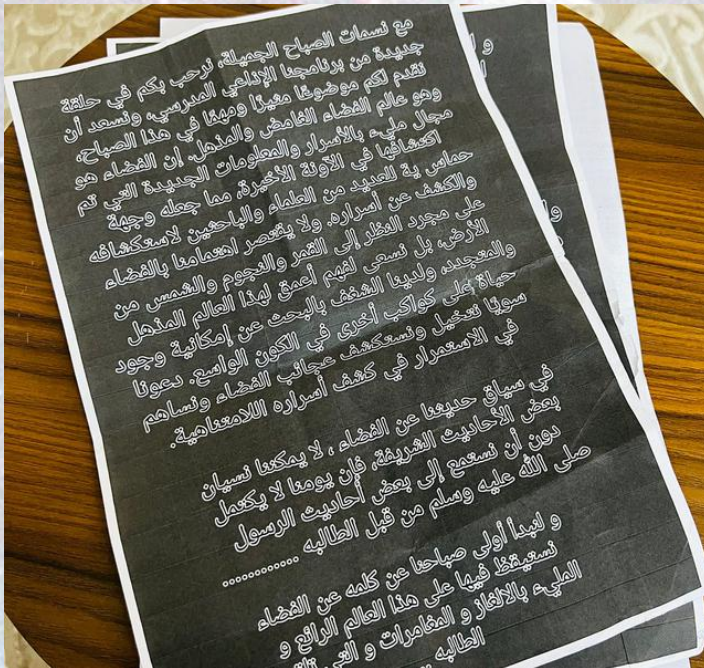 مع نسمات الصباح الجميلة، نرحب بكم في حلقة
جديدة من برنامجنا الإذاعي المدرسي، ونسعد أن
نقدم لكم موضوعًا مثيرًا ومهمًا في هذا الصباح،
وهو عالم الفضاء الغامض والمذهل. إن الفضاء هو
مجال مليء بالأسرار والمعلومات الجديدة التي تم
اكتشافها في الآونة الأخيرة، مما جعله وجهة
حماس ية للعديد من العلماء والباحثين لاستكشافه
والكشف عن أسراره. ولا يقتصر اهتمامنا بالفضاء
على مجرد النظر إلى القمر والنجوم والشمس من
الأرض، بل نسعى لفهم أعمق لهذا العالم المذهل
والمتجدد، ولدينا الشغف بالبحث عن إمكانية وجود
حياة على كواكب أخرى في الكون الواسع. دعونا
سويًا نتخيل ونستكشف عجائب الفضاء ونساهم
في الاستمرار في كشف أسراره اللامتناهية.
في سياق حديثنا عن الفضاء ، لا يمكننا نسيان
بعض الأحاديث الشريفة، فإن يومنا لا يكتمل
دون أن نستمع إلى بعض أحاديث الرسول
صلى الله عليه وسلم من قبل الطالبه .............
و لنبدأ أولى صباحنا عن كلمه عن الفضاء
نستيقظ فيها على هذا العالم الرائع و
المليء بالالغاز و المغامرات و التي
الطالبه